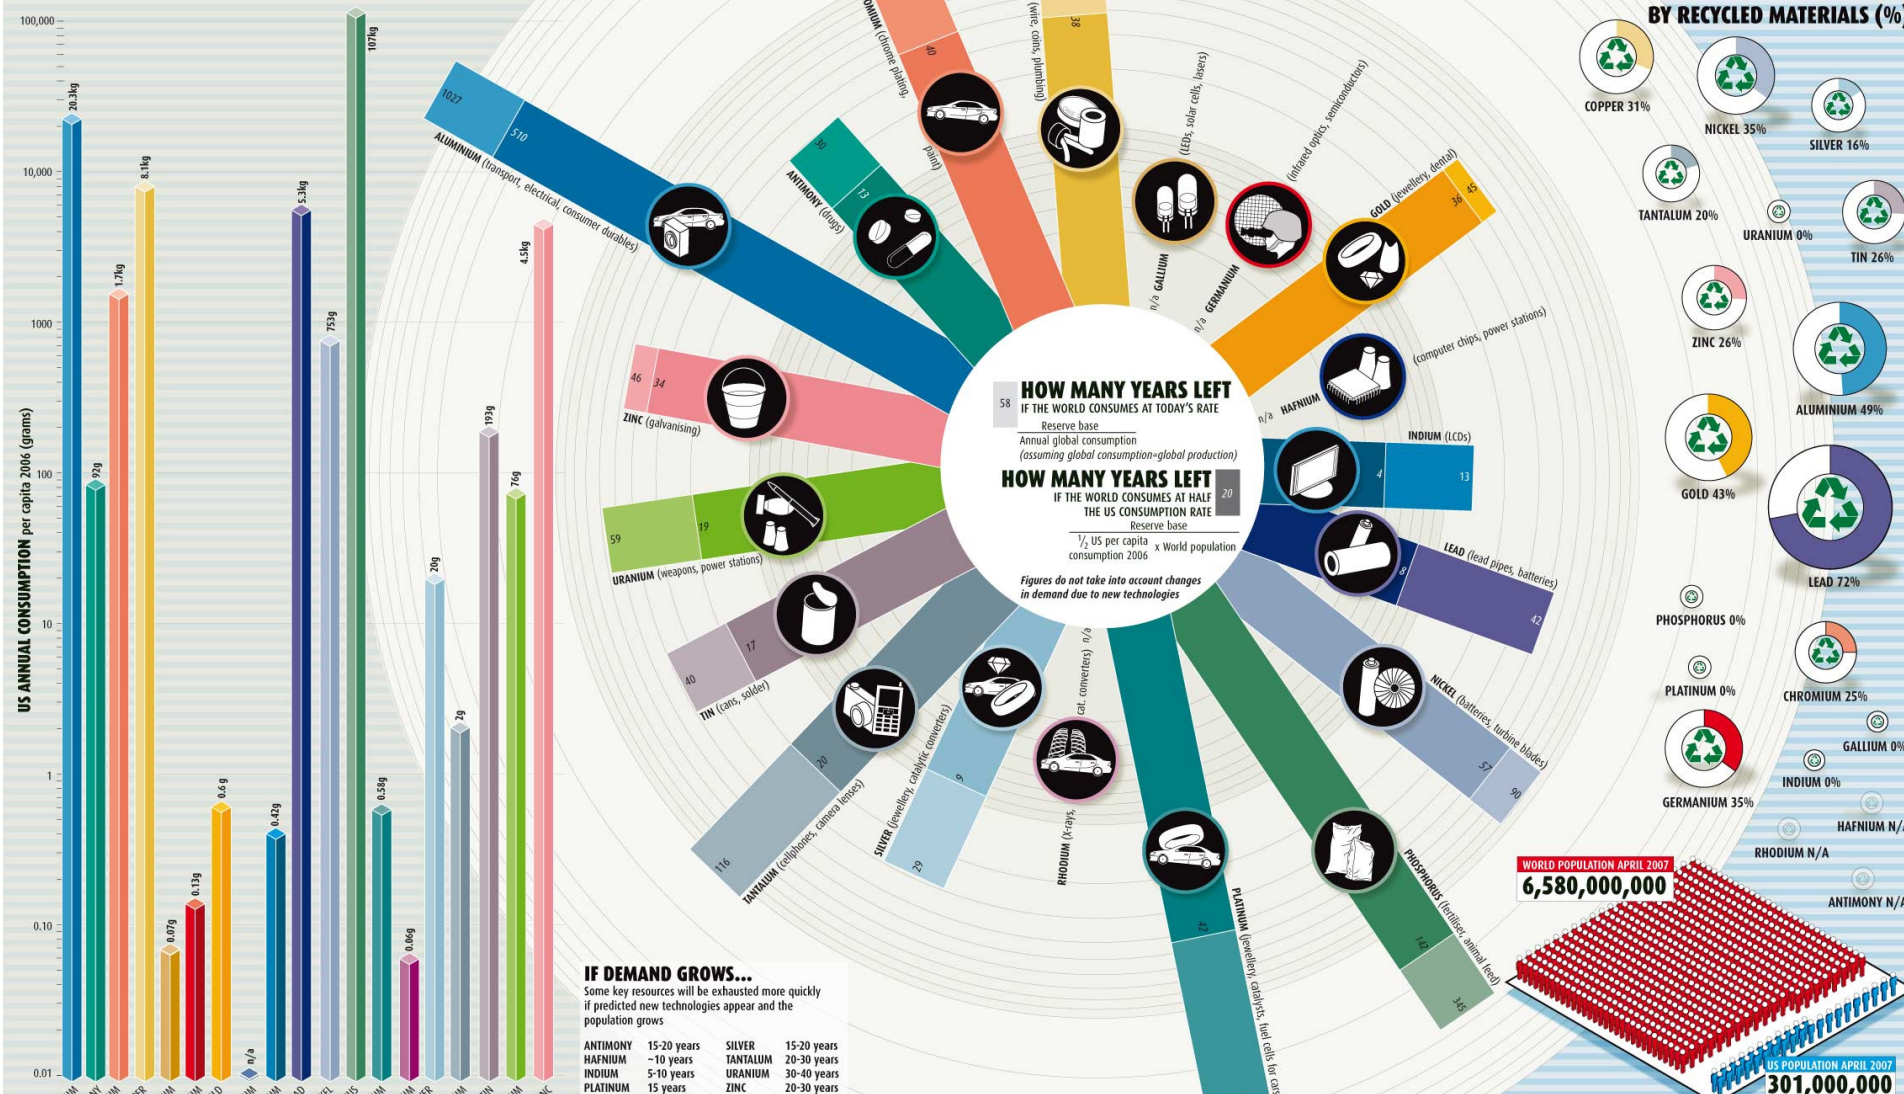 US ANNUAL CONSUMPTION per capita 2006 (grams)
100,000
10,000
1000
100
10
1
0.10
0.01
20.3kg
92g
1.7kg
8.1kg
0.07g
0.13g
0.6 g
n/a
0.42g
5.3kg
753g
107kg
0.58g
0.06g
20g
2g
193g
76g
4.5kg
1027
510
ALUMINIUM (transport, electrical, consumer durables)
30
13
ANTIMONY (drugs)
40
(chrome plating,
paint)
38
(wire, coins, plumbing)
n/a GALLIUM
(LEDs, solar cells, lasers)
n/a GERMANIUM
(infrared optics, semiconductors)
GOLD (jewellery, dental)
36
45
n/a HAFNIUM
(computer chips, power stations)
INDIUM (LCDs)
4
13
LEAD (lead pipes, batteries)
8
42
NICKEL (batteries, turbine blades)
57
90
PHOSPHORUS (fertiliser, animal feed)
142
345
PLATINUM (jewellery, catalysts, fuel cells for cars
42
RHODIUM (X-rays,
cat. converters) n/a
SILVER (jewellery, catalytic converters)
9
29
TANTALUM (cellphones, camera lenses)
20
116
TIN (cans, solder)
17
40
URANIUM (weapons, power stations)
19
59
ZINC (galvanising)
34
46
58
HOW MANY YEARS LEFT
IF THE WORLD CONSUMES AT TODAY'S RATE
Reserve base
Annual global consumption
(assuming global consumption=global production)
HOW MANY YEARS LEFT
IF THE WORLD CONSUMES AT HALF
THE US CONSUMPTION RATE
20
Reserve base
1/2 US per capita
consumption 2006
x World population
Figures do not take into account changes
in demand due to new technologies
IF DEMAND GROWS...
Some key resources will be exhausted more quickly
if predicted new technologies appear and the
population grows
ANTIMONY 15-20 years SILVER 15-20 years
HAFNIUM ~10 years TANTALUM 20-30 years
INDIUM 5-10 years URANIUM 30-40 years
PLATINUM 15 years ZINC 20-30 years
BY RECYCLED MATERIALS (%)
COPPER 31%
NICKEL 35%
SILVER 16%
TANTALUM 20%
URANIUM 0%
TIN 26%
ZINC 26%
ALUMINIUM 49%
GOLD 43%
LEAD 72%
PHOSPHORUS 0%
PLATINUM 0%
CHROMIUM 25%
GERMANIUM 35%
GALLIUM 0%
INDIUM 0%
HAFNIUM N/
RHODIUM N/A
ANTIMONY N/A
WORLD POPULATION APRIL 2007
6,580,000,000
US POPULATION APRIL 2007
301,000,000